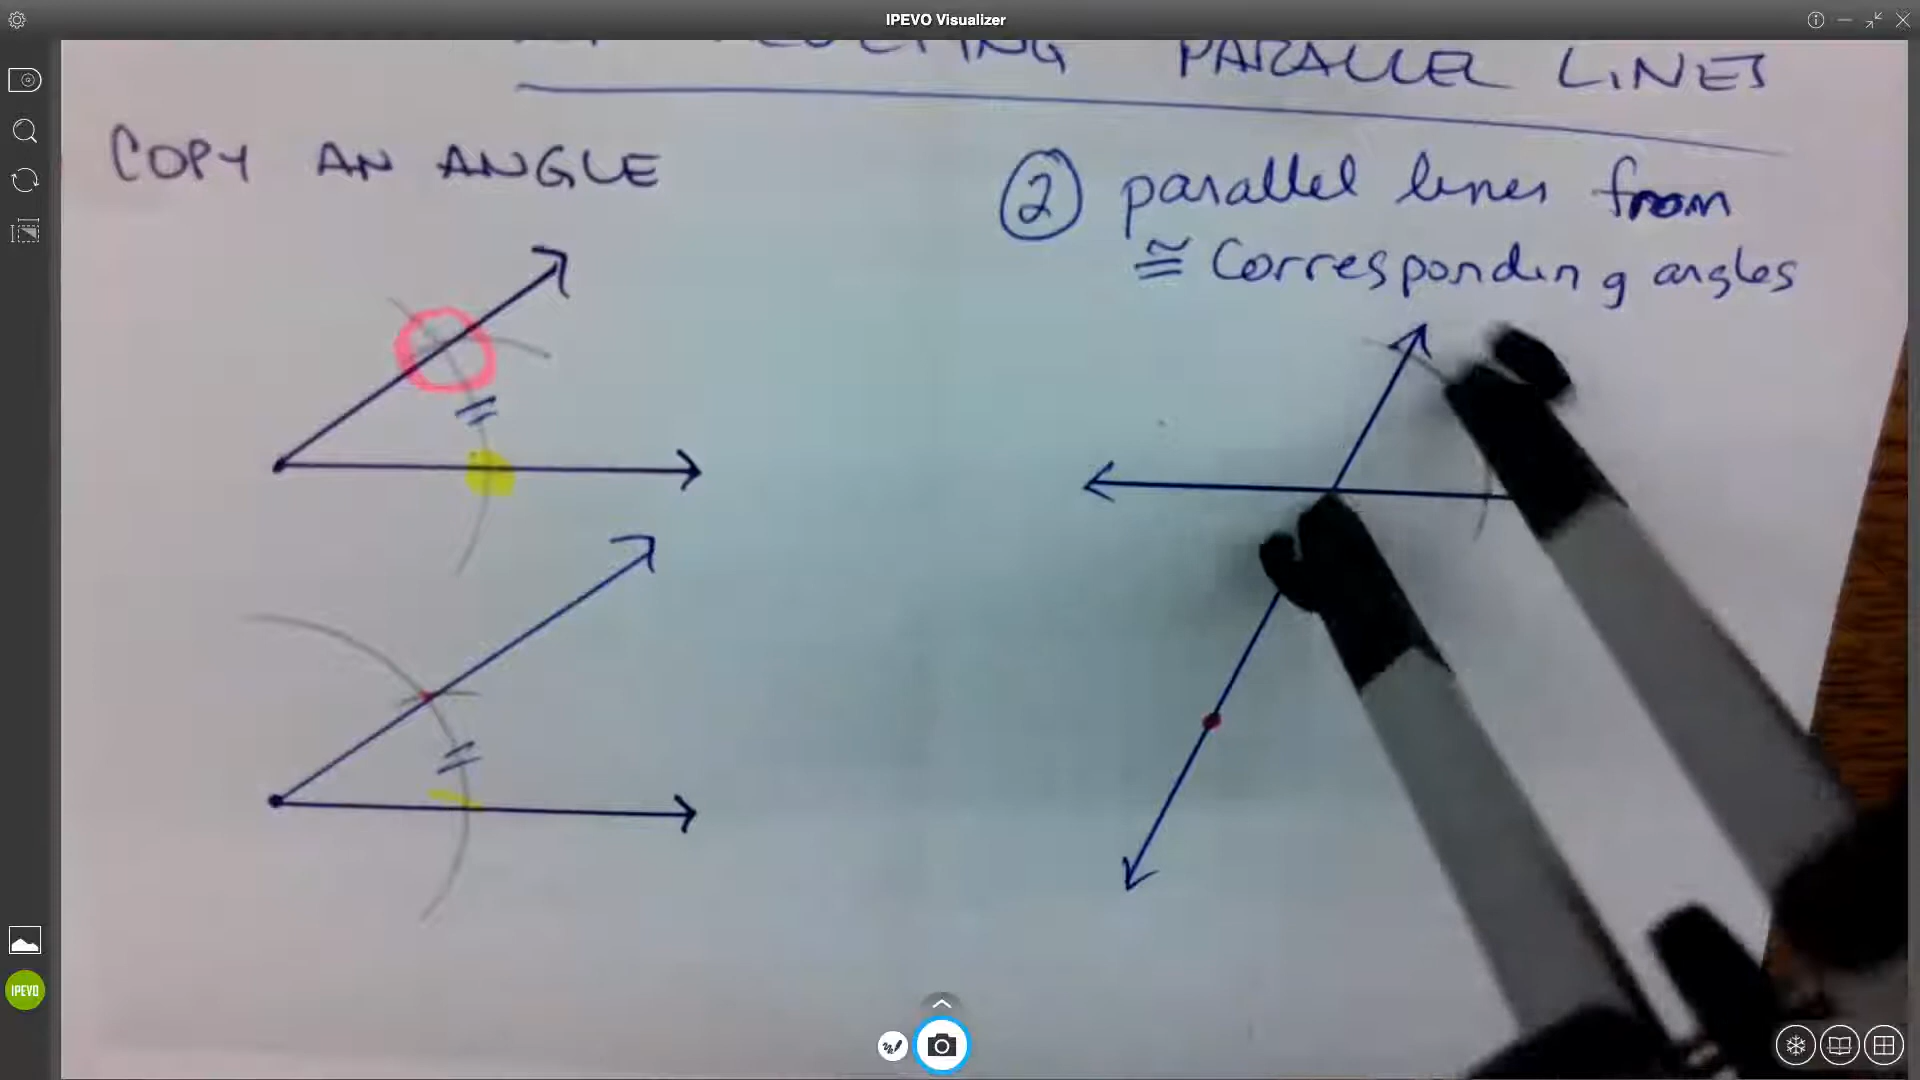 IPEVO Visualizer
PARALLEL LINES
COPY AN ANGLE
② parallel lines from
≅ Corresponding angles
IPEVO